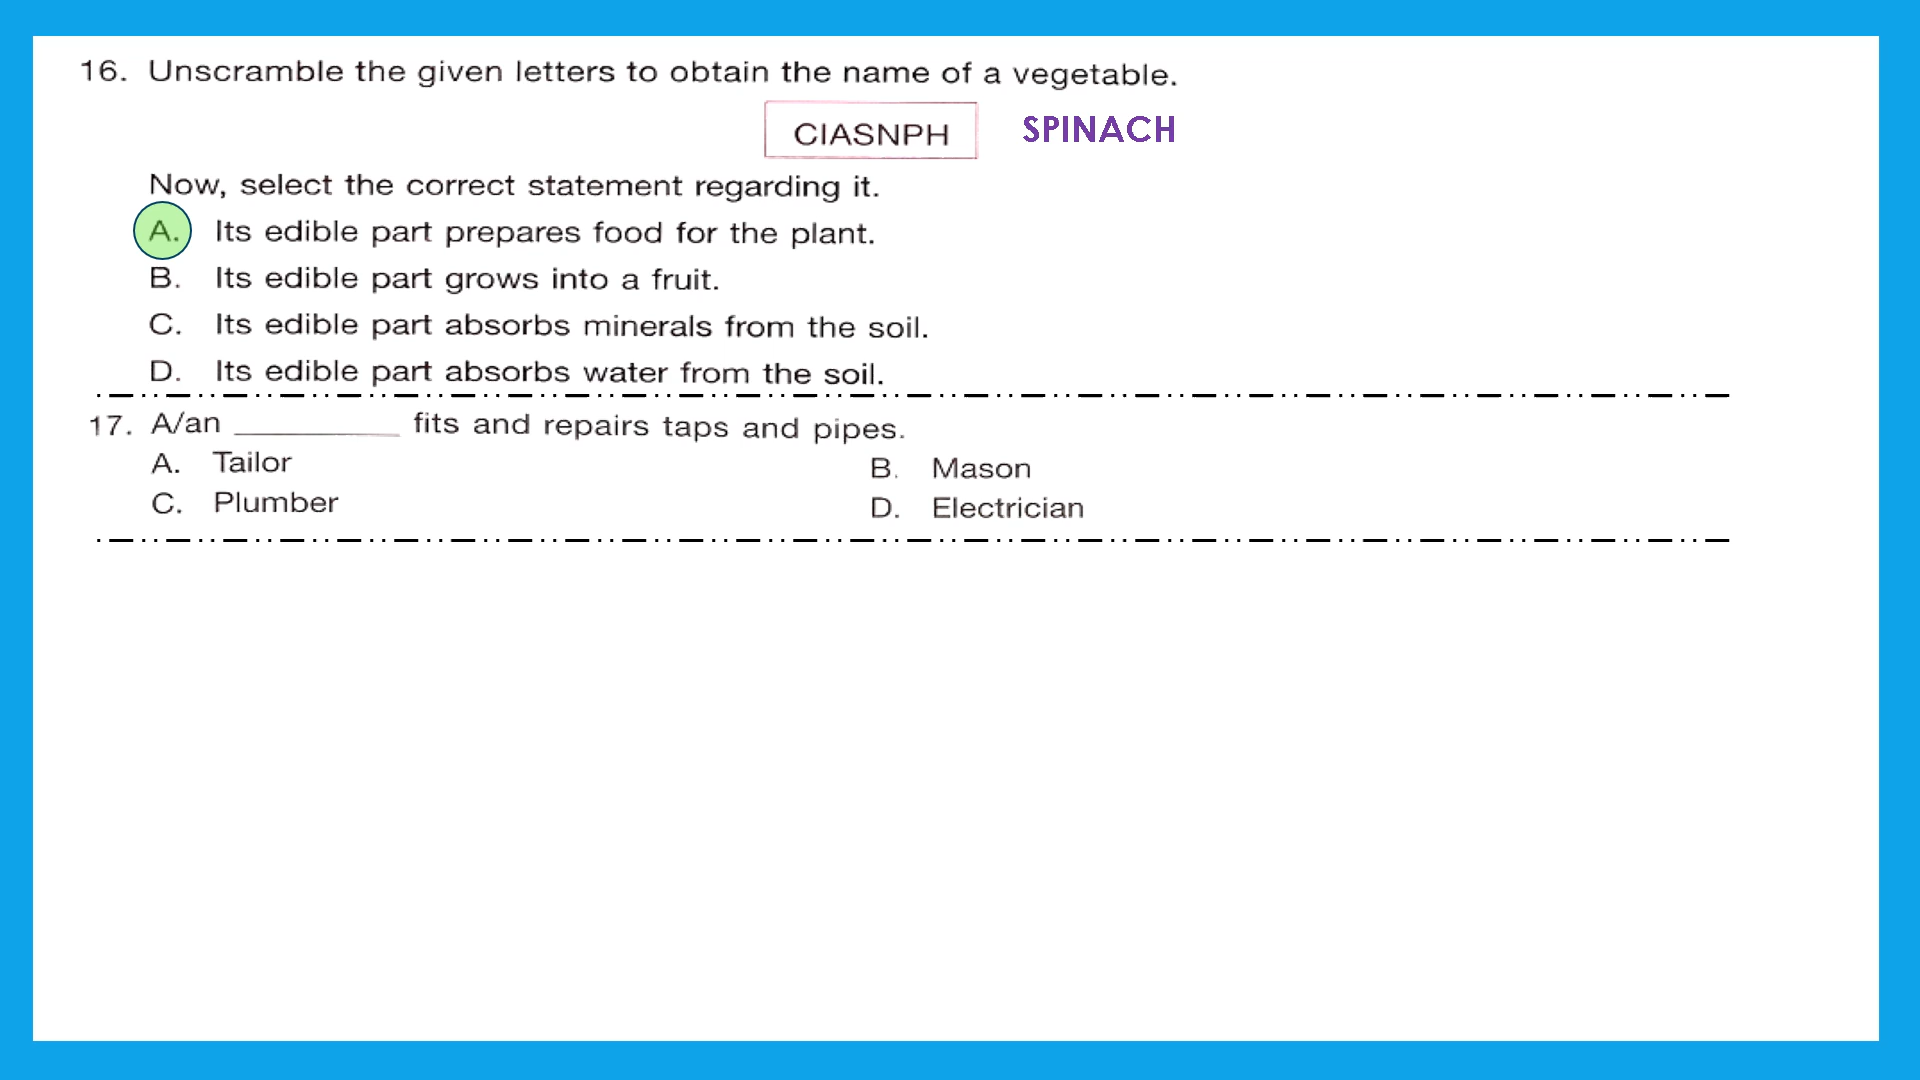 16. Unscramble the given letters to obtain the name of a vegetable.
CIASNPH SPINACH
Now, select the correct statement regarding it.
A. Its edible part prepares food for the plant.
B. Its edible part grows into a fruit.
C. Its edible part absorbs minerals from the soil.
D. Its edible part absorbs water from the soil.
17. A/an __________ fits and repairs taps and pipes.
A. Tailor B. Mason
C. Plumber D. Electrician